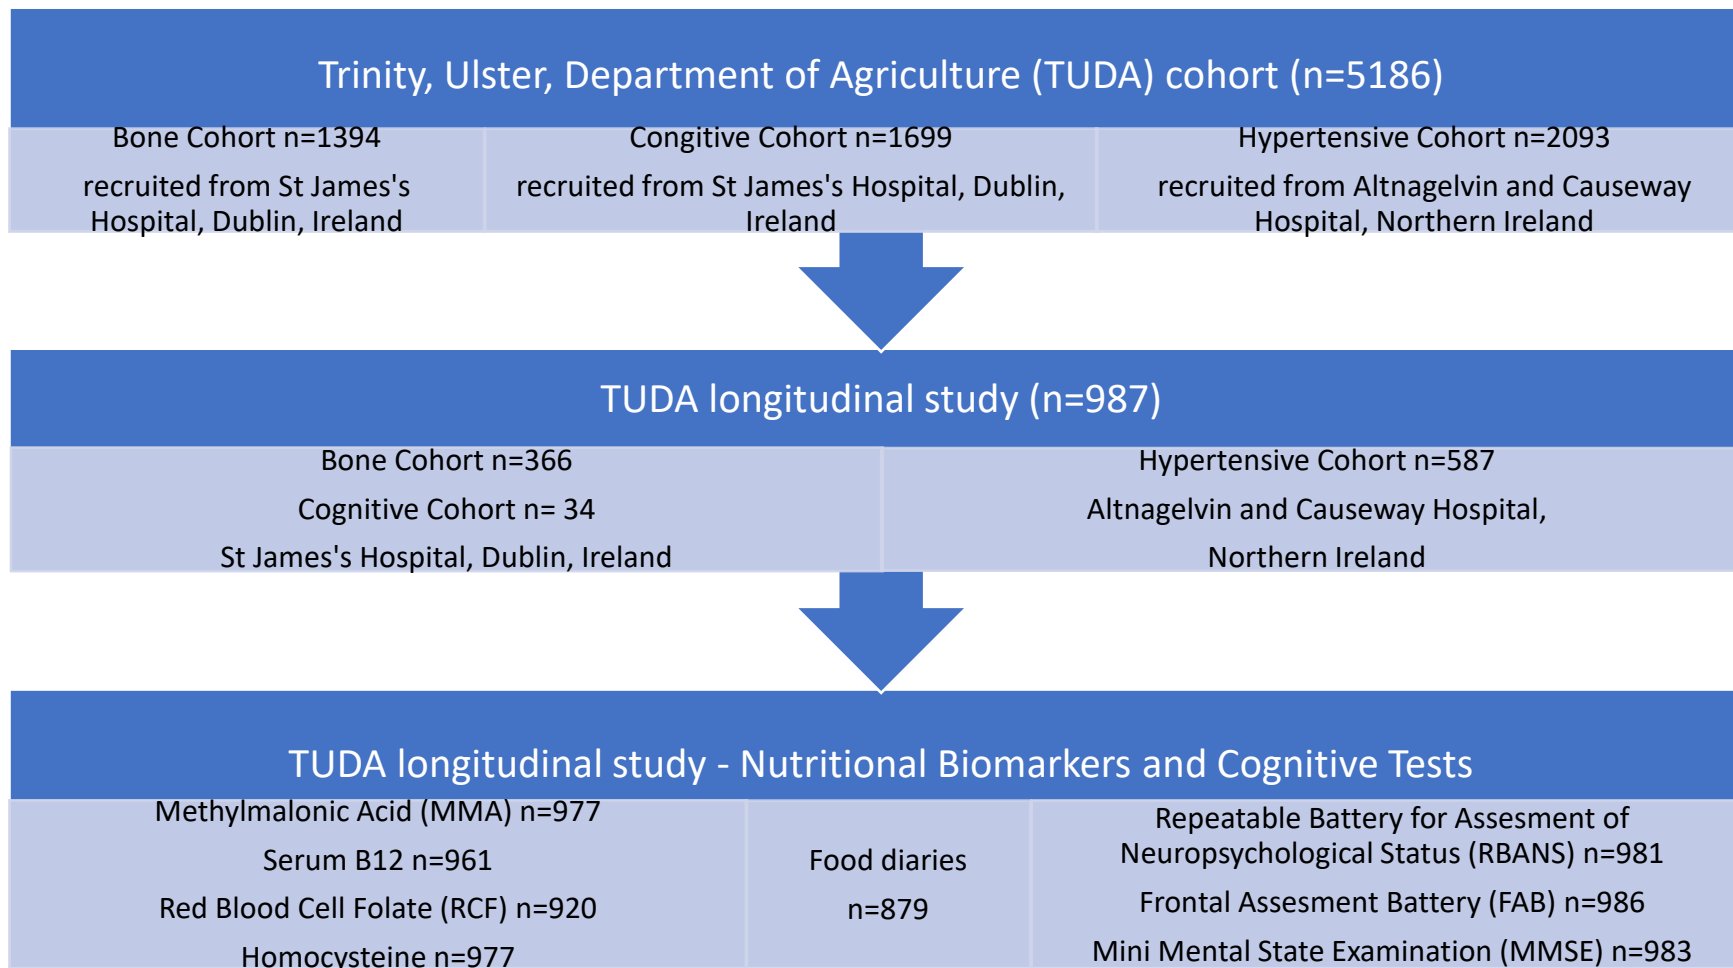 Trinity, Ulster, Department of Agriculture (TUDA) cohort (n=5186)
Bone Cohort n=1394
recruited from St James's
Hospital, Dublin, Ireland
Congitive Cohort n=1699
recruited from St James's Hospital, Dublin,
Ireland
Hypertensive Cohort n=2093
recruited from Altnagelvin and Causeway
Hospital, Northern Ireland
TUDA longitudinal study (n=987)
Bone Cohort n=366
Cognitive Cohort n= 34
St James's Hospital, Dublin, Ireland
Hypertensive Cohort n=587
Altnagelvin and Causeway Hospital,
Northern Ireland
TUDA longitudinal study - Nutritional Biomarkers and Cognitive Tests
Methylmalonic Acid (MMA) n=977
Serum B12 n=961
Red Blood Cell Folate (RCF) n=920
Homocysteine n=977
Food diaries
n=879
Repeatable Battery for Assesment of
Neuropsychological Status (RBANS) n=981
Frontal Assesment Battery (FAB) n=986
Mini Mental State Examination (MMSE) n=983